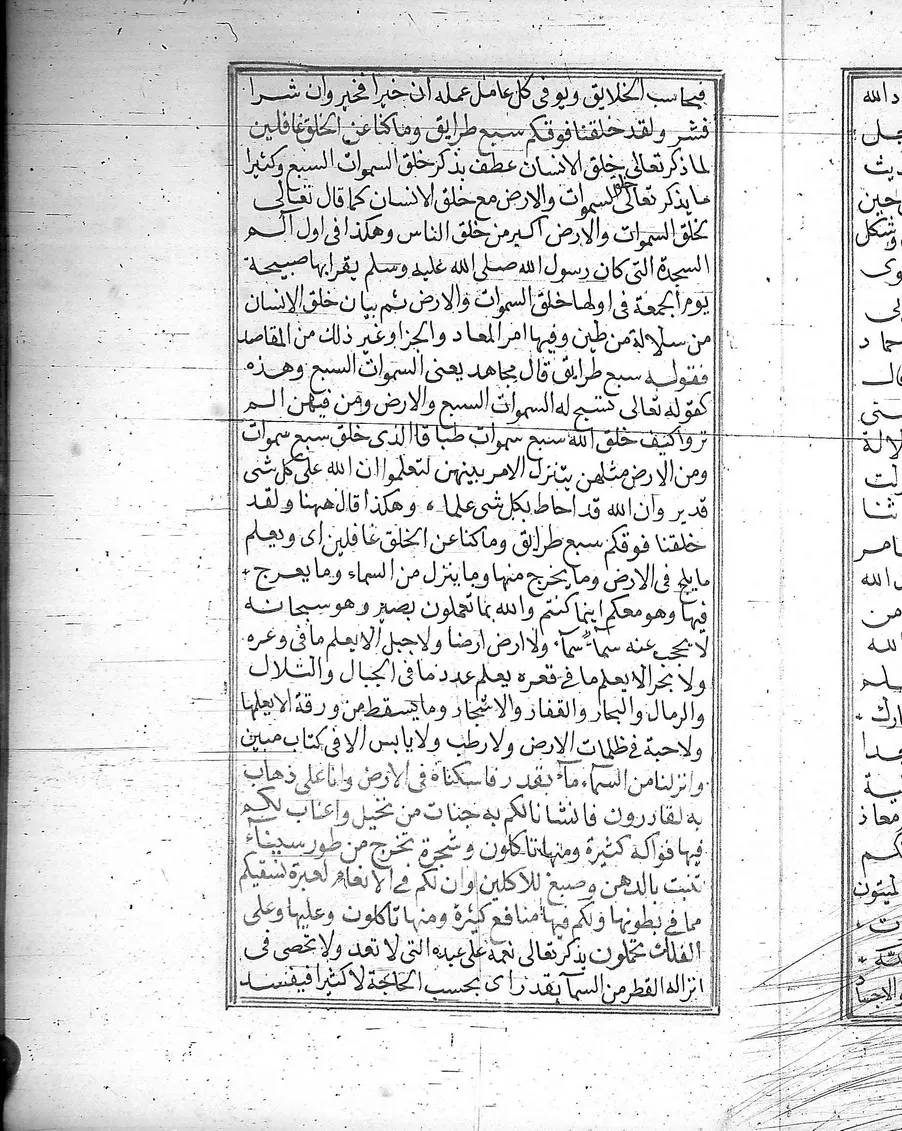 فيحاسب الخلايق ويوفى كل عامل عمله ان خيرا فخير وان شرا
فشر ولقد خلقنا فوقكم سبع طرايق وما كنا عن الخلق غافلين
لما ذكر تعالى خلق الانسان عطف بذكر خلق السموات السبع وكثيرا
ما يذكر تعالى خلق السموات والارض مع خلق الانسان كما قال تعالى
لخلق السموات والارض اكبر من خلق الناس وهكذا فى اول الم
السجدة التى كان رسول الله صلى الله عليه وسلم يقرا بها صبيحة
يوم الجمعة فى اولها خلق السموات والارض ثم بيان خلق الانسان
من سلالة من طين وفيها امر المعاد والجزا وغير ذلك من المقاصد
فقوله سبع طرايق قال مجاهد يعنى السموات السبع وهذه
كقوله تعالى تسبح له السموات السبع والارض ومن فيهن الم
تروا كيف خلق الله سبع سموات طباقا الذى خلق سبع سموات
ومن الارض مثلهن يتنزل الامر بينهن لتعلموا ان الله على كل شى
قدير وان الله قد احاط بكل شى علما ، وهكذا قال ههنا ولقد
خلقنا فوقكم سبع طرايق وما كنا عن الخلق غافلين اى ويعلم
ما يلج فى الارض وما يخرج منها وما ينزل من السماء وما يعرج
فيها وهو معكم اينما كنتم والله بما تعملون بصير وهو سبحانه
لا يحجب عنه سماء سماء ولا ارض ارضا ولا جبل الا يعلم ما فى وعره
ولا بحر الا يعلم ما فى قعره يعلم عدد ما فى الجبال والتلال
والرمال والبحار والقفار والاشجار وما يسقط من ورقة الا يعلمها
ولا حبة فى ظلمات الارض ولا رطب ولا يابس الا فى كتاب مبين
وانزلنا من السماء ماء بقدر فاسكناه فى الارض وانا على ذهاب
به لقادرون فانشانا لكم به جنات من نخيل واعناب لكم
فيها فواكه كثيرة ومنها تاكلون وشجرة تخرج من طور سيناء
تنبت بالدهن وصبغ للاكلين وان لكم فى الانعام لعبرة نسقيكم
مما فى بطونها ولكم فيها منافع كثيرة ومنها تاكلون وعليها وعلى
الفلك تحملون يذكر تعالى نعمه على عبده التى لا تعد ولا تحصى فى
انزاله القطر من السماء بقدر اى بحسب الحاجة لا كثيرا فيفسد